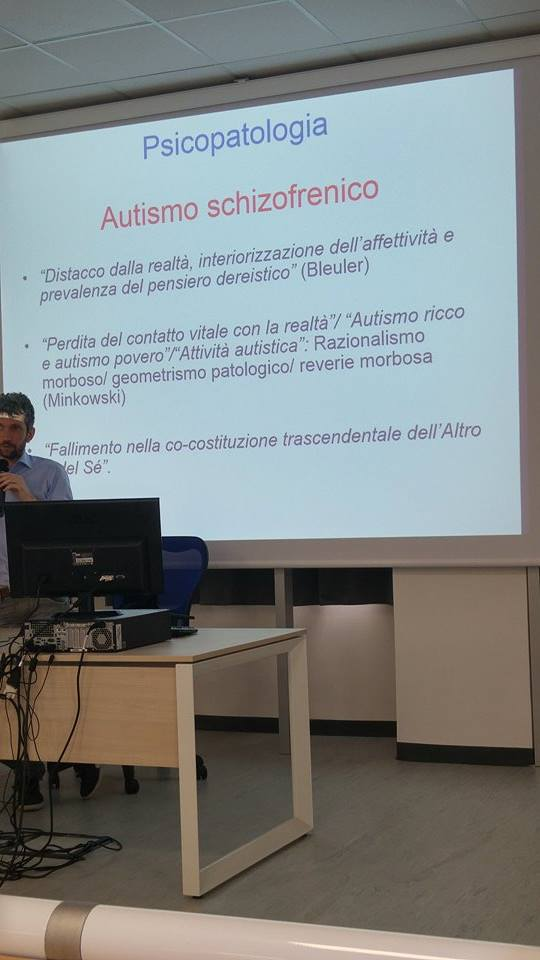 Psicopatologia
Autismo schizofrenico
• "Distacco dalla realtà, interiorizzazione dell'affettività e
prevalenza del pensiero dereistico" (Bleuler)
• "Perdita del contatto vitale con la realtà"/ "Autismo ricco
e autismo povero"/"Attività autistica": Razionalismo
morboso/ geometrismo patologico/ reverie morbosa
(Minkowski)
"Fallimento nella co-costituzione trascendentale dell'Altro
del Sé".